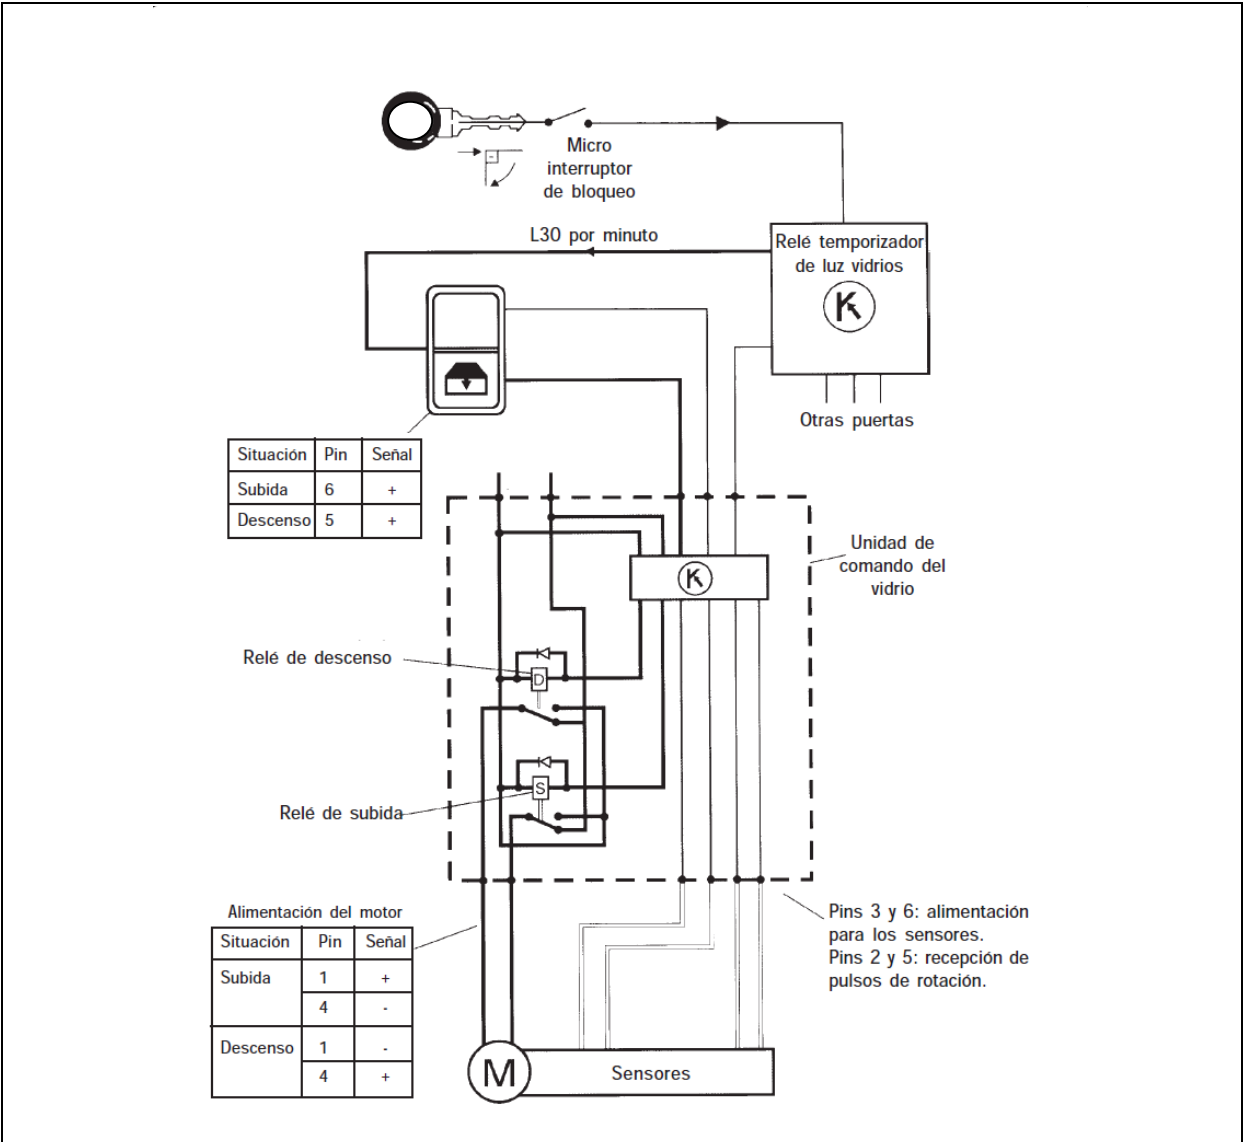 Micro
interruptor
de bloqueo
L30 por minuto
Relé temporizador
de luz vidrios
K
Otras puertas
Situación Pin Señal
Subida 6 +
Descenso 5 +
Unidad de
comando del
vidrio
K
Relé de descenso
D
Relé de subida
S
Alimentación del motor
Situación Pin Señal
Subida 1 +
4 -
Descenso 1 -
4 +
Pins 3 y 6: alimentación
para los sensores.
Pins 2 y 5: recepción de
pulsos de rotación.
M
Sensores